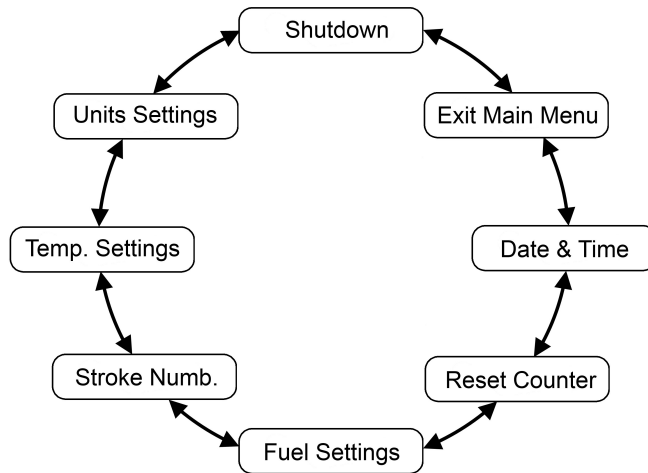 Shutdown
Exit Main Menu
Date & Time
Reset Counter
Fuel Settings
Stroke Numb.
Temp. Settings
Units Settings